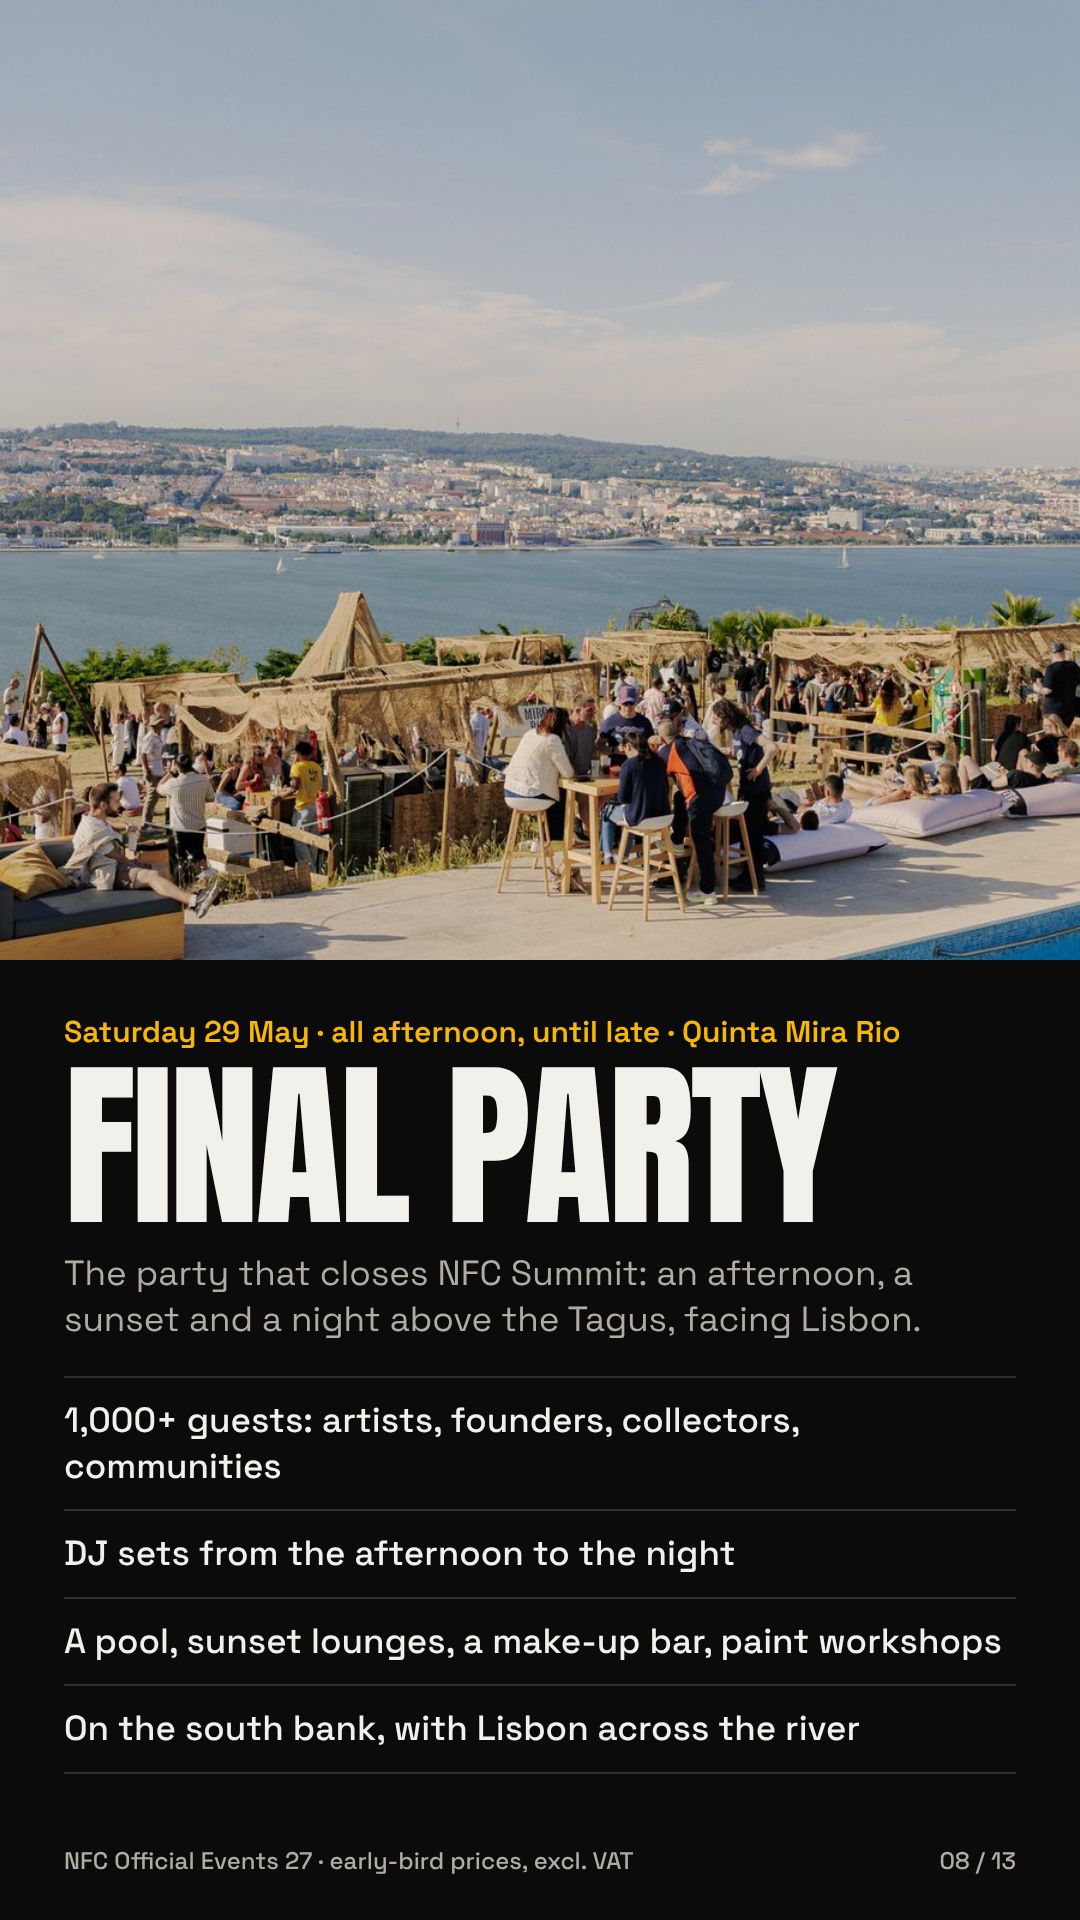 Saturday 29 May · all afternoon, until late · Quinta Mira Rio
FINAL PARTY
The party that closes NFC Summit: an afternoon, a
sunset and a night above the Tagus, facing Lisbon.
1,000+ guests: artists, founders, collectors,
communities
DJ sets from the afternoon to the night
A pool, sunset lounges, a make-up bar, paint workshops
On the south bank, with Lisbon across the river
NFC Official Events 27 · early-bird prices, excl. VAT
08 / 13